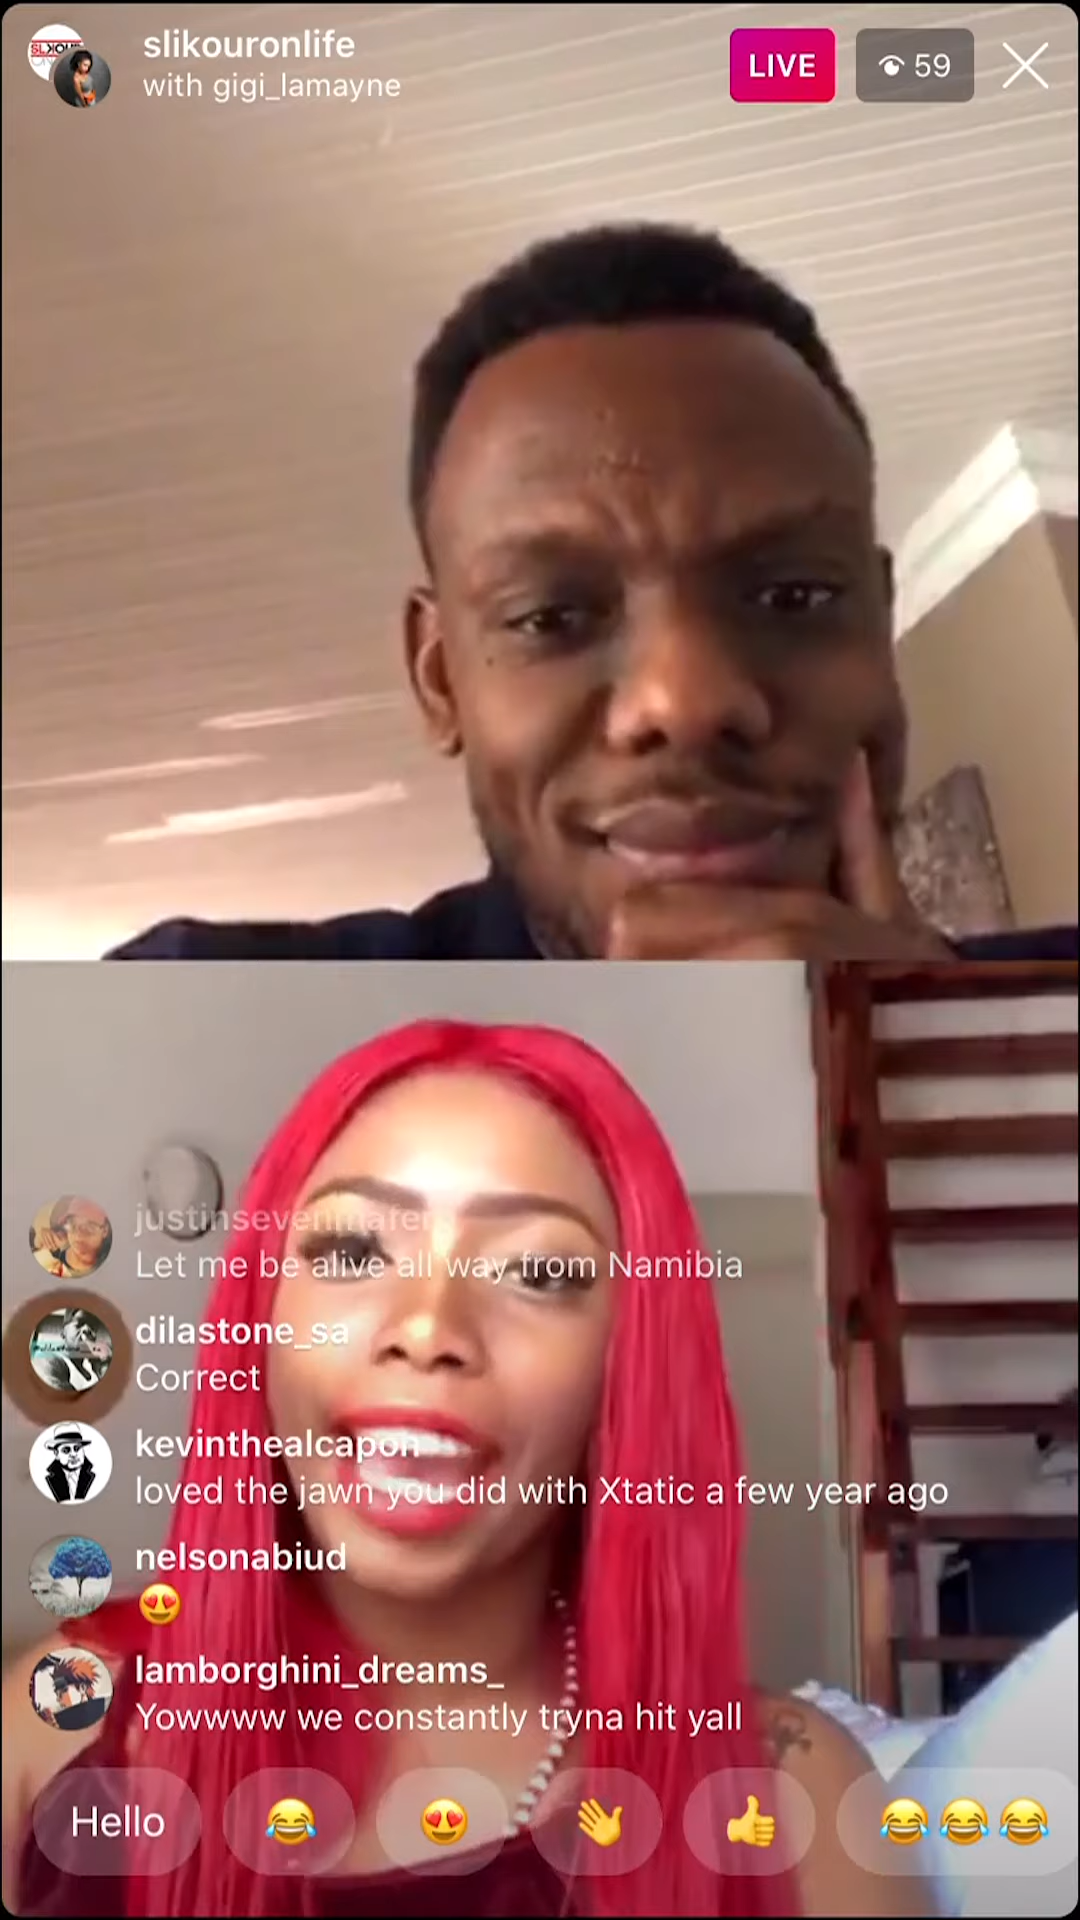 slikouronlife
with gigi_lamayne
LIVE
59
Let me be alive all way from Namibia
dilastone_sa
Correct
kevinthealcapon
loved the jawn you did with Xtatic a few year ago
nelsonabiud
😍
lamborghini_dreams_
Yowwww we constantly tryna hit yall
Hello 😂 😍 👋 👍 😂😂😂